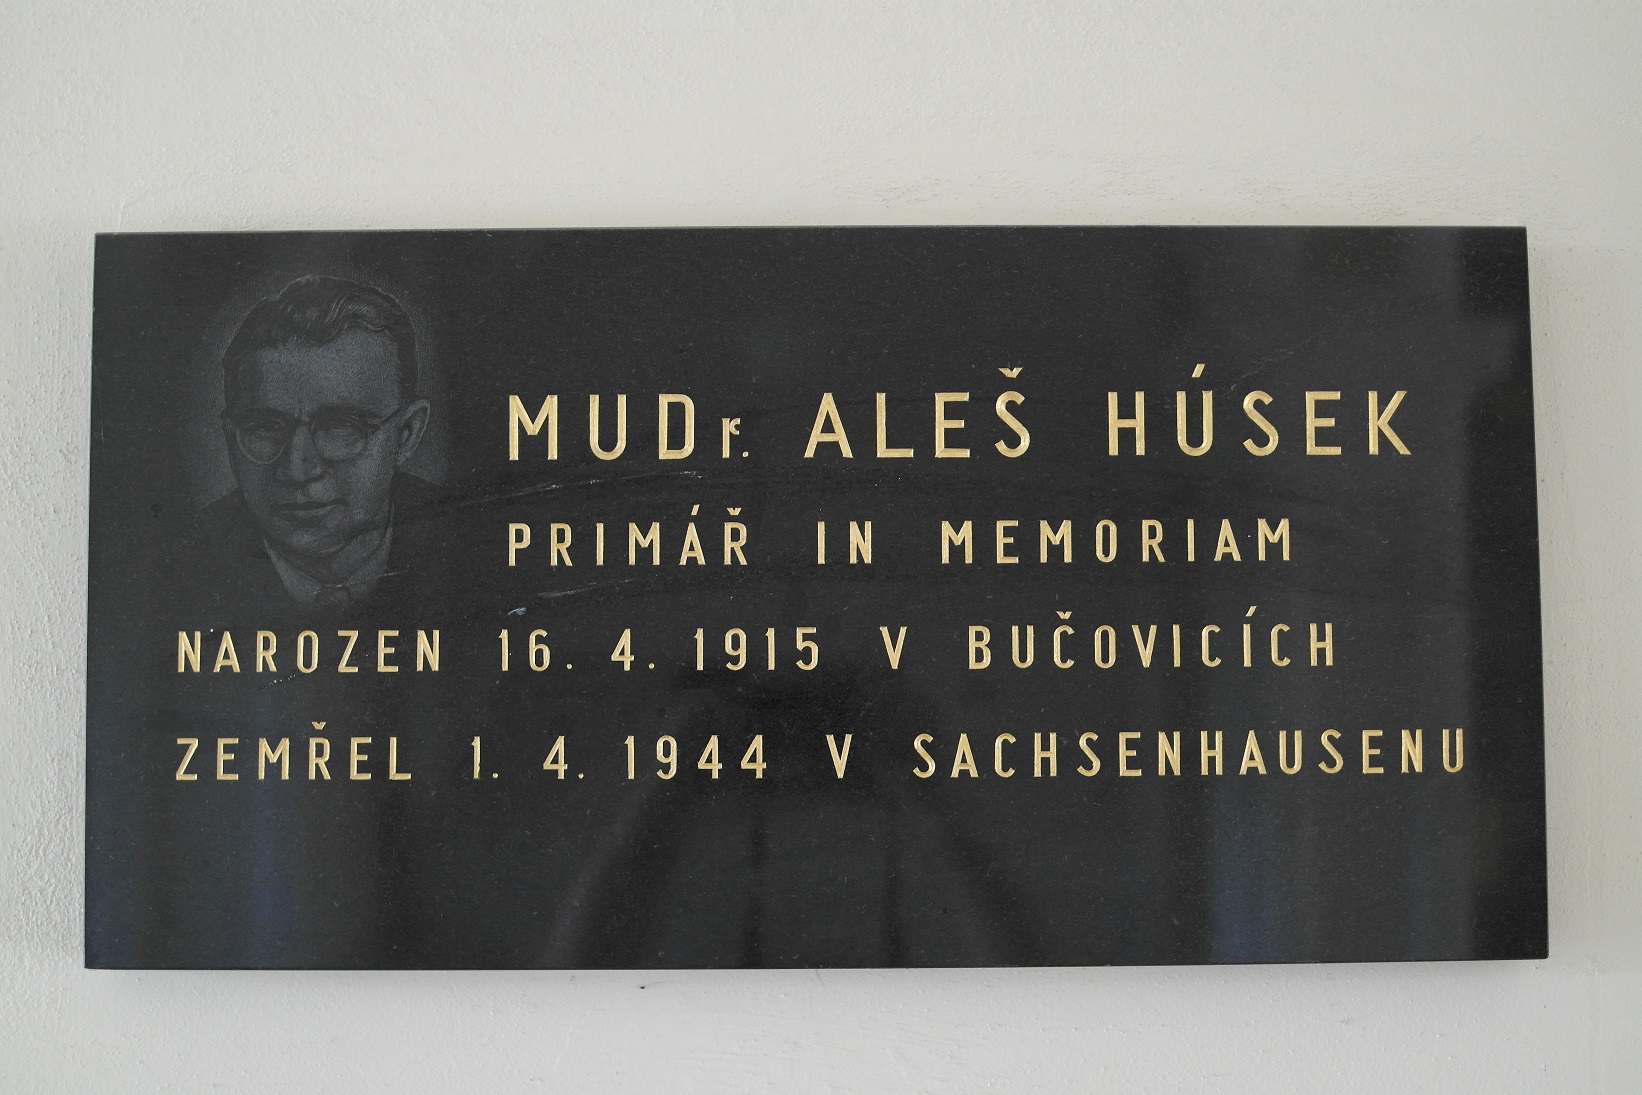 MUDr. ALEŠ HÚSEK
PRIMÁŘ IN MEMORIAM
NAROZEN 16. 4. 1915 V BUČOVICÍCH
ZEMŘEL 1. 4. 1944 V SACHSENHAUSENU